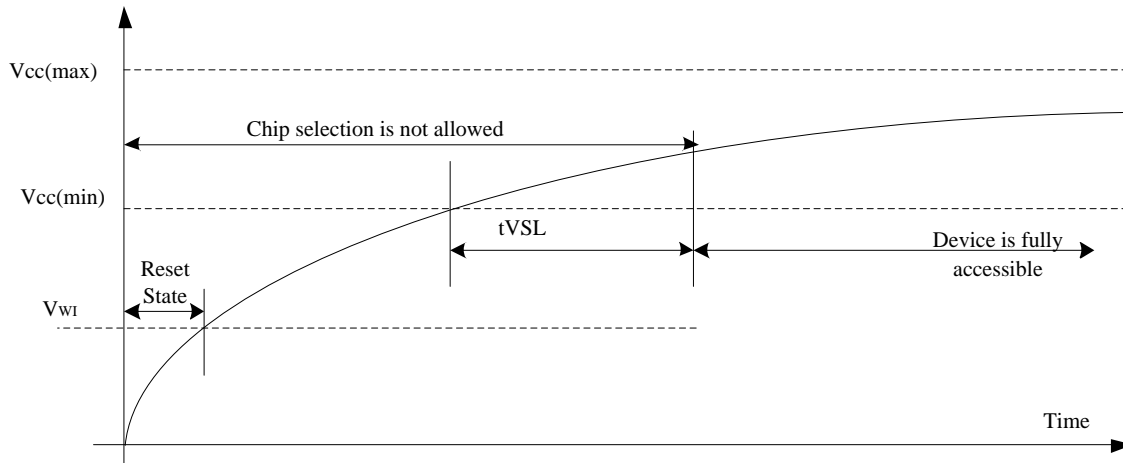 Vcc(max)
Chip selection is not allowed
Vcc(min)
tVSL
Device is fully
accessible
Reset
State
VWI
Time